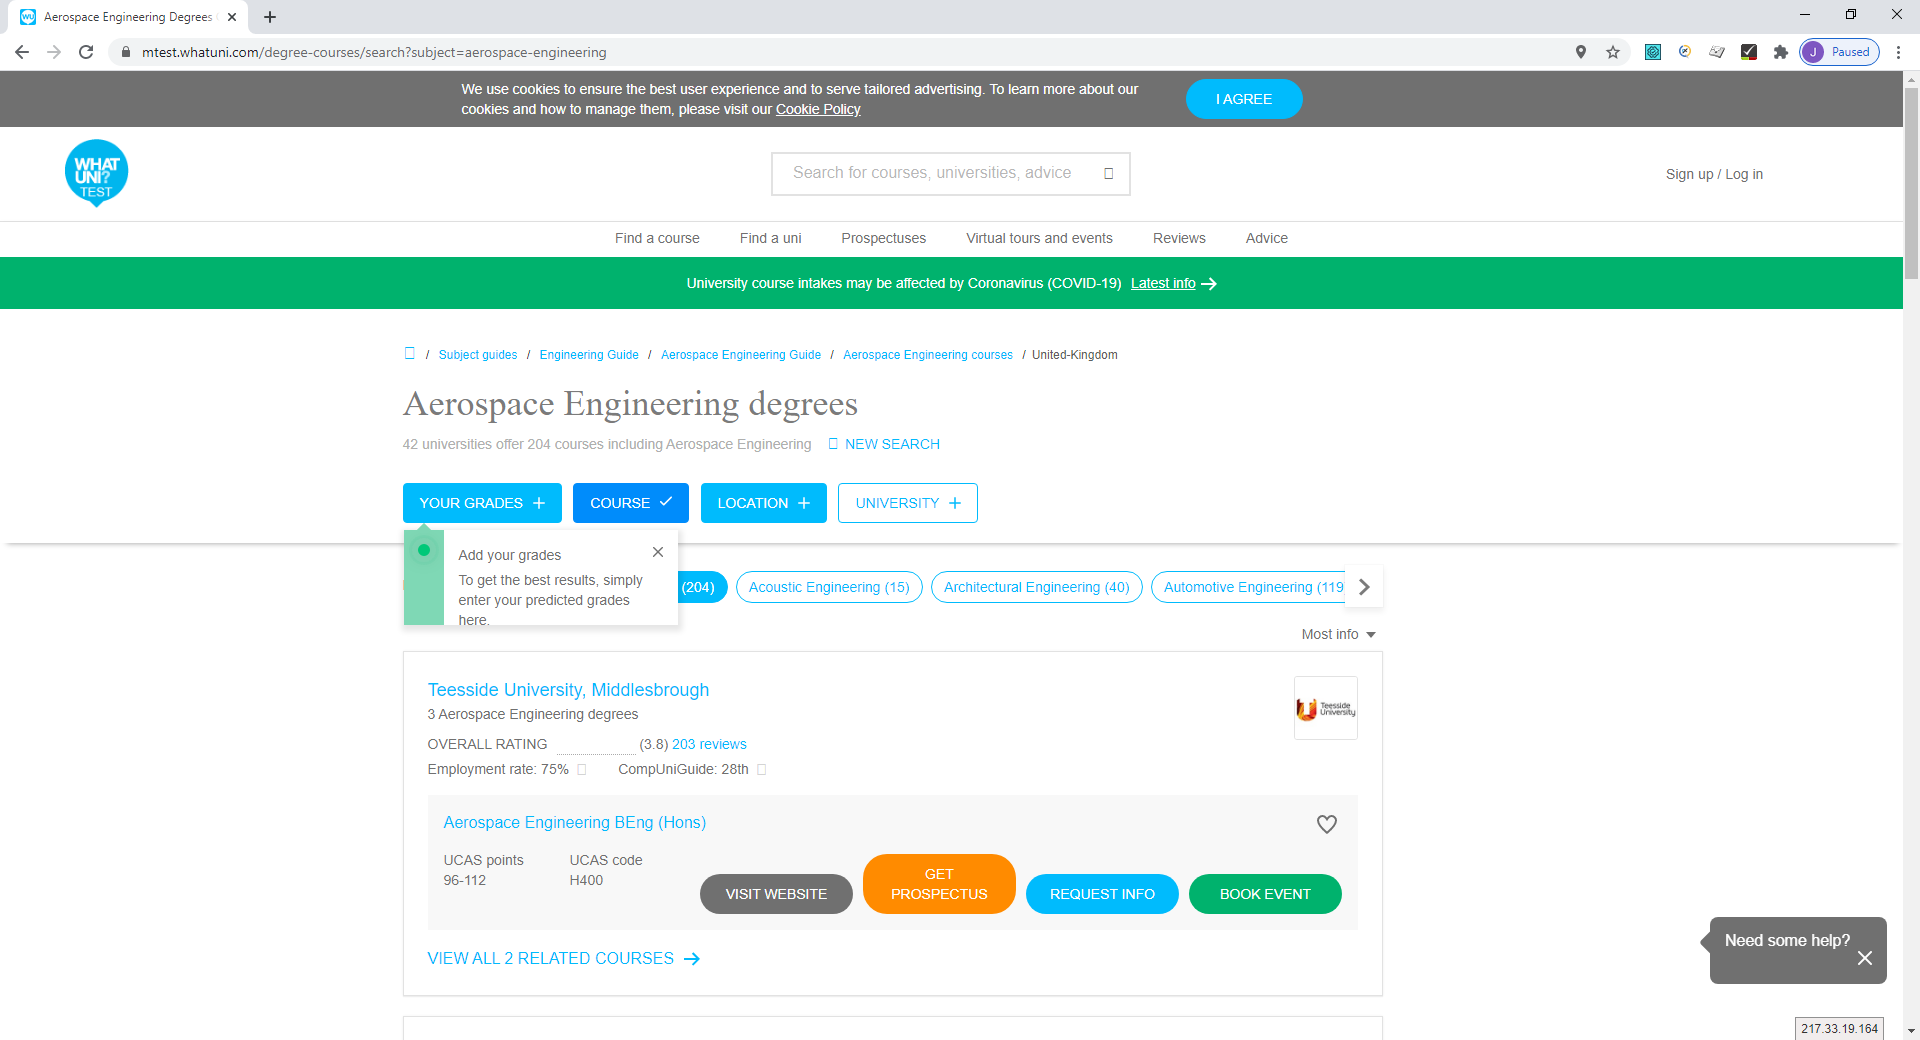 Aerospace Engineering Degrees
mtest.whatuni.com/degree-courses/search?subject=aerospace-engineering
J Paused
We use cookies to ensure the best user experience and to serve tailored advertising. To learn more about our
cookies and how to manage them, please visit our Cookie Policy
I AGREE
WHAT
UNI?
TEST
Search for courses, universities, advice
Sign up / Log in
Find a course Find a uni Prospectuses Virtual tours and events Reviews Advice
University course intakes may be affected by Coronavirus (COVID-19) Latest info
/ Subject guides / Engineering Guide / Aerospace Engineering Guide / Aerospace Engineering courses / United-Kingdom
Aerospace Engineering degrees
42 universities offer 204 courses including Aerospace Engineering NEW SEARCH
YOUR GRADES COURSE LOCATION UNIVERSITY
Add your grades
To get the best results, simply
enter your predicted grades
here.
(204) Acoustic Engineering (15) Architectural Engineering (40) Automotive Engineering (119
Most info
Teesside University, Middlesbrough
3 Aerospace Engineering degrees
Teesside
University
OVERALL RATING (3.8) 203 reviews
Employment rate: 75% CompUniGuide: 28th
Aerospace Engineering BEng (Hons)
UCAS points UCAS code
96-112 H400
VISIT WEBSITE
GET
PROSPECTUS
REQUEST INFO
BOOK EVENT
VIEW ALL 2 RELATED COURSES
Need some help?
217.33.19.164